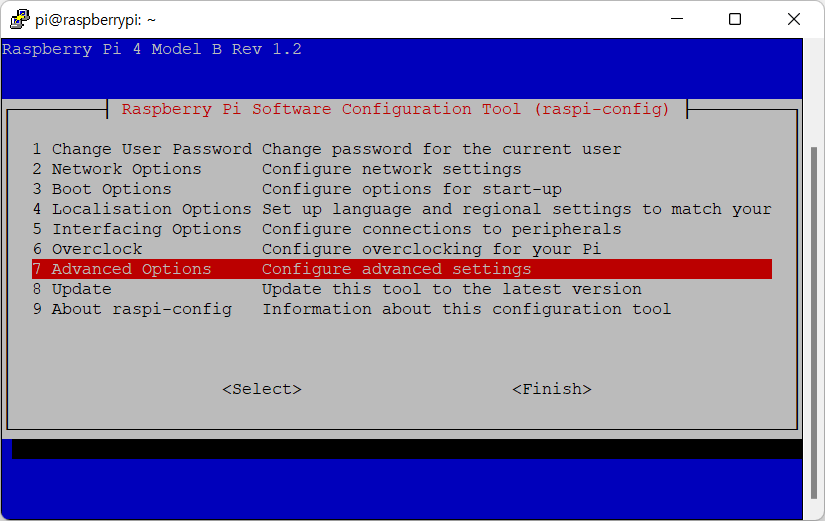 pi@raspberrypi: ~
Raspberry Pi 4 Model B Rev 1.2
Raspberry Pi Software Configuration Tool (raspi-config)
1 Change User Password Change password for the current user
2 Network Options Configure network settings
3 Boot Options Configure options for start-up
4 Localisation Options Set up language and regional settings to match your
5 Interfacing Options Configure connections to peripherals
6 Overclock Configure overclocking for your Pi
7 Advanced Options Configure advanced settings
8 Update Update this tool to the latest version
9 About raspi-config Information about this configuration tool
<Select> <Finish>